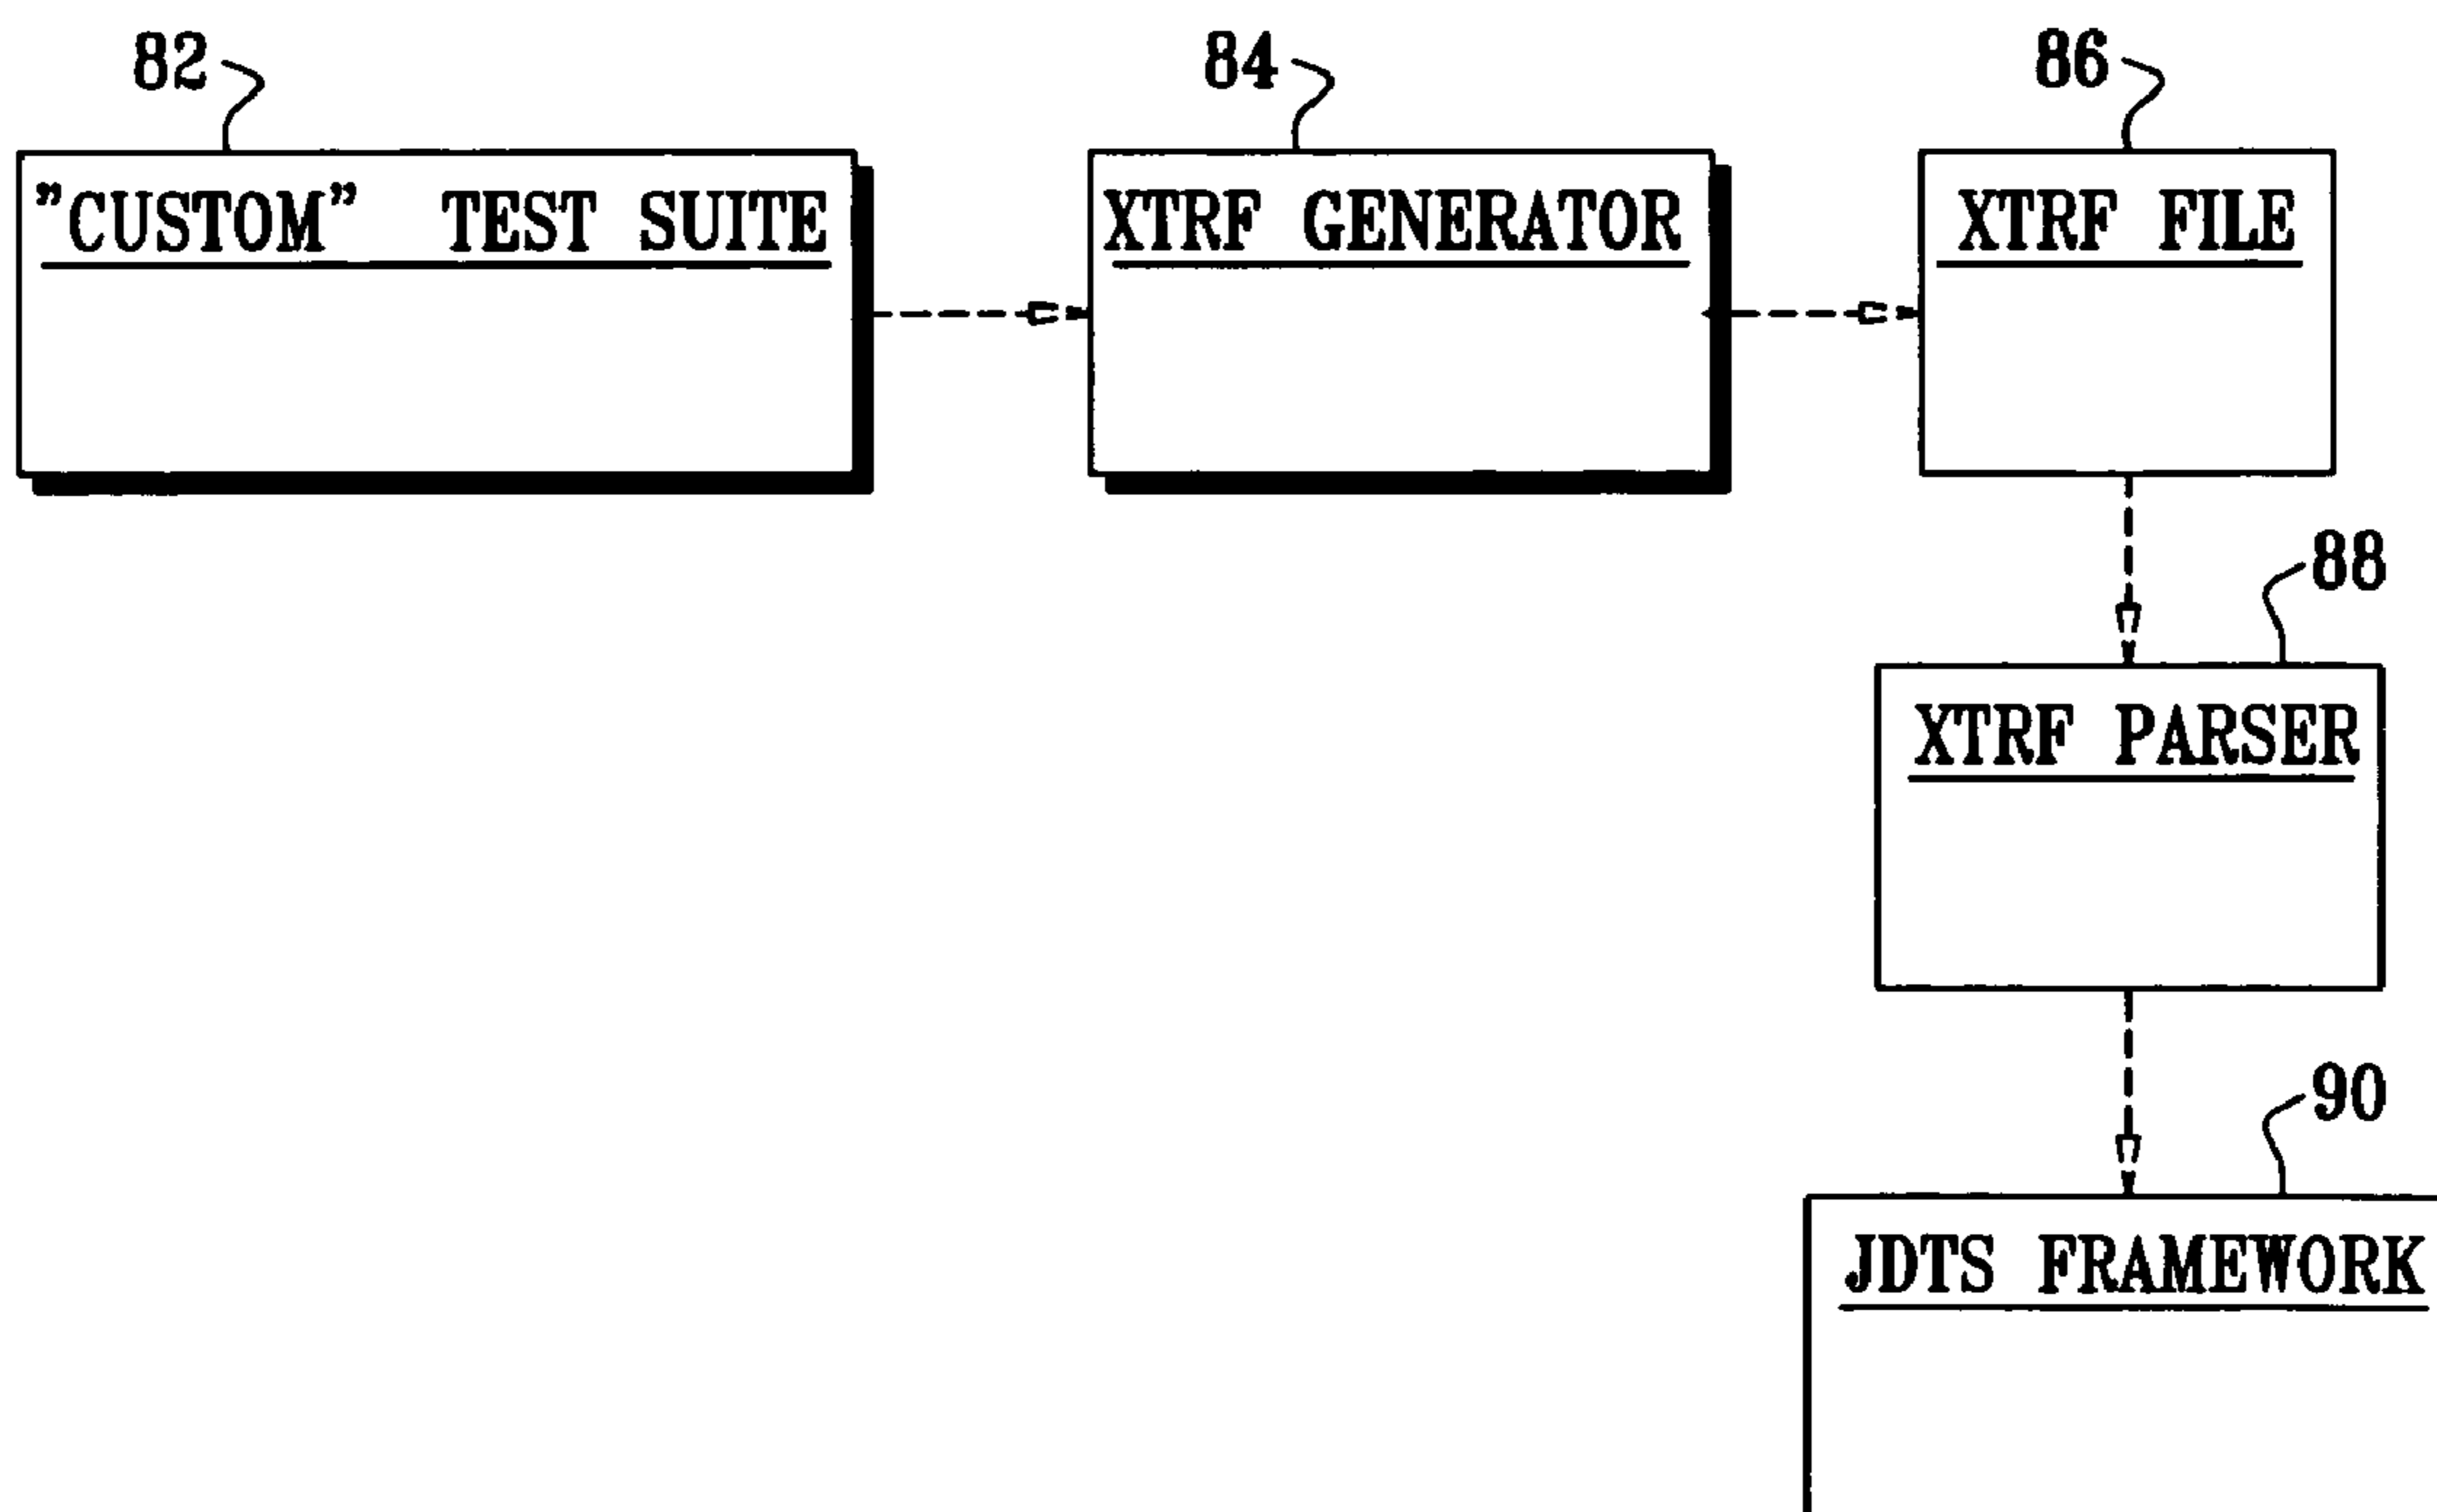 82
84
86
”CUSTOM” TEST SUITE
XTRF GENERATOR
XTRF FILE
88
XTRF PARSER
90
JDTS FRAMEWORK